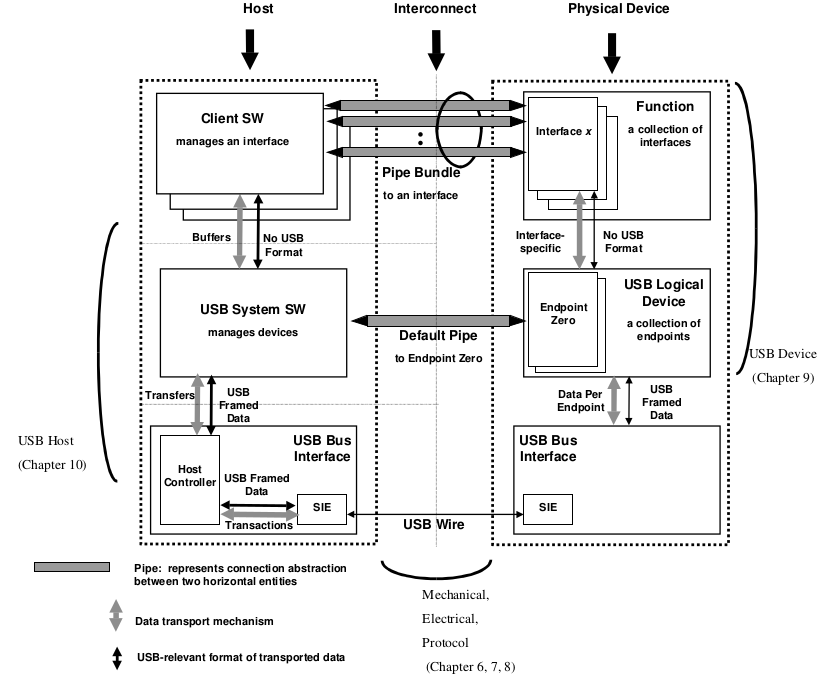 Host
Interconnect
Physical Device
Client SW
manages an interface
Pipe Bundle
to an interface
Interface x
Function
a collection of
interfaces
Buffers
No USB
Format
Interface-
specific
No USB
Format
USB System SW
manages devices
Default Pipe
to Endpoint Zero
Endpoint
Zero
USB Logical
Device
a collection of
endpoints
USB Device
(Chapter 9)
Transfers
USB
Framed
Data
Data Per
Endpoint
USB
Framed
Data
USB Host
(Chapter 10)
USB Bus
Interface
Host
Controller
USB Framed
Data
Transactions
SIE
USB Wire
USB Bus
Interface
SIE
Pipe: represents connection abstraction
between two horizontal entities
Data transport mechanism
USB-relevant format of transported data
Mechanical,
Electrical,
Protocol
(Chapter 6, 7, 8)